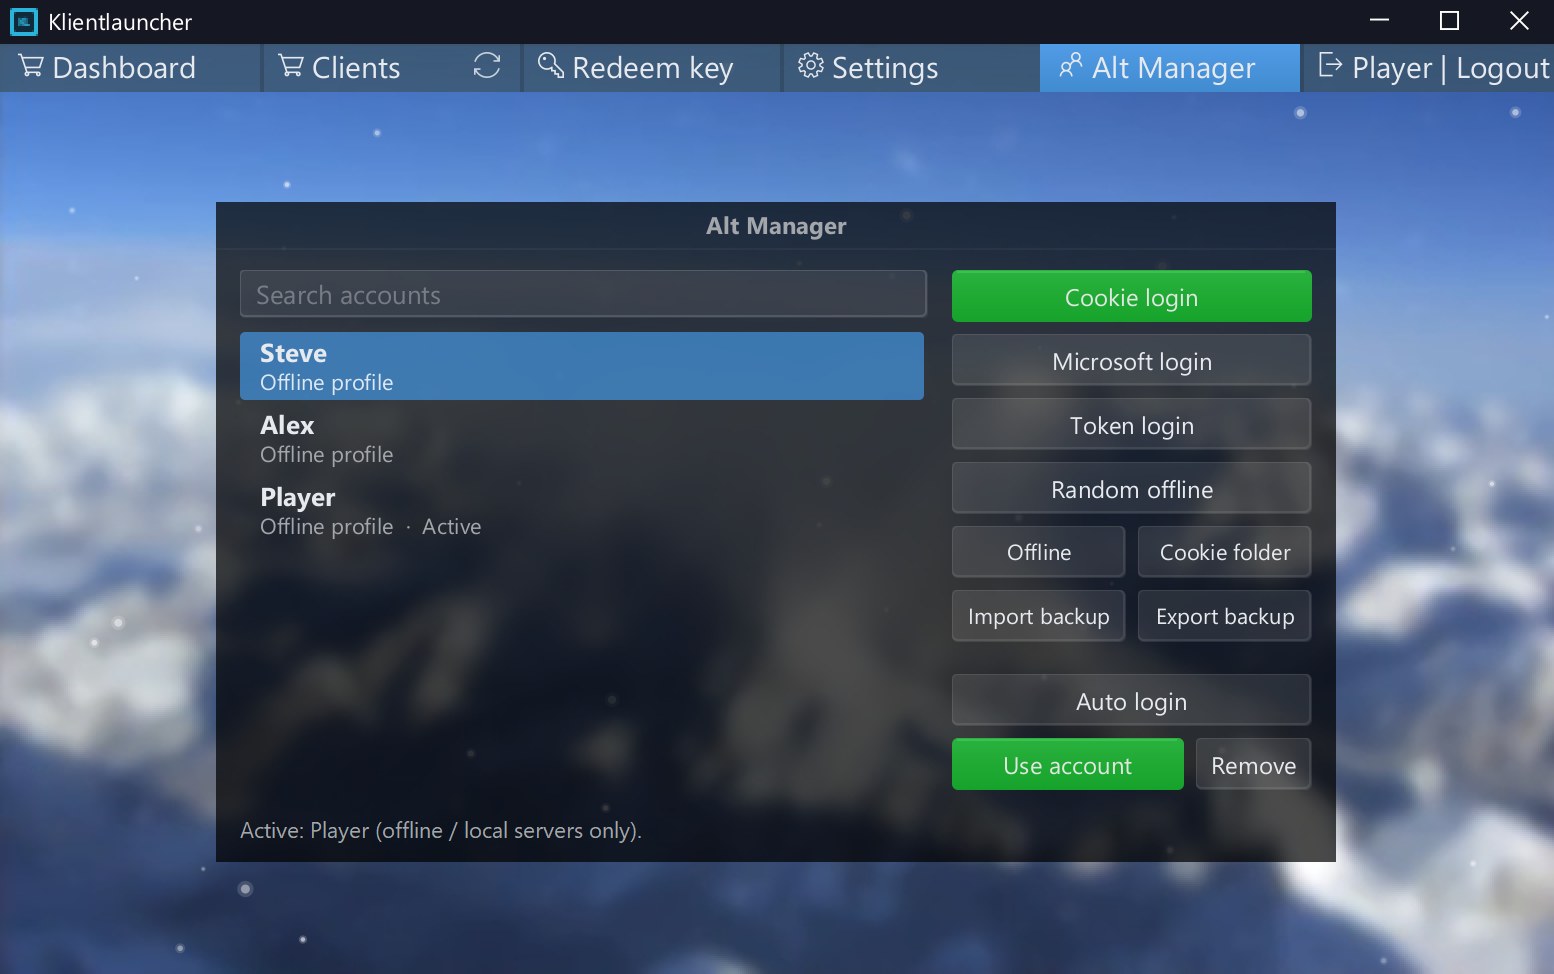 Klientlauncher
Dashboard
Clients
Redeem key
Settings
Alt Manager
Player | Logout
Alt Manager
Search accounts
Steve
Offline profile
Alex
Offline profile
Player
Offline profile · Active
Cookie login
Microsoft login
Token login
Random offline
Offline
Cookie folder
Import backup
Export backup
Auto login
Use account
Remove
Active: Player (offline / local servers only).